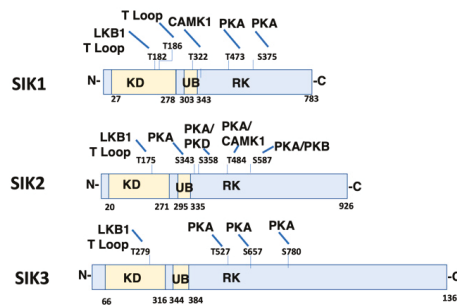 T Loop
LKB1 T186 CAMK1 PKA PKA
T Loop T182 T322 T473 S375
SIK1 N- KD UB RK -C
27 278 303 343 783
PKA/ PKA/
LKB1 PKA PKD CAMK1
T Loop T175 S343 S358 T484 S587 PKA/PKB
SIK2 N- KD UB RK -C
20 271 295 335 926
LKB1 PKA PKA PKA
T Loop T279 T527 S657 S780
SIK3 N- KD UB RK -C
66 316 344 384 136